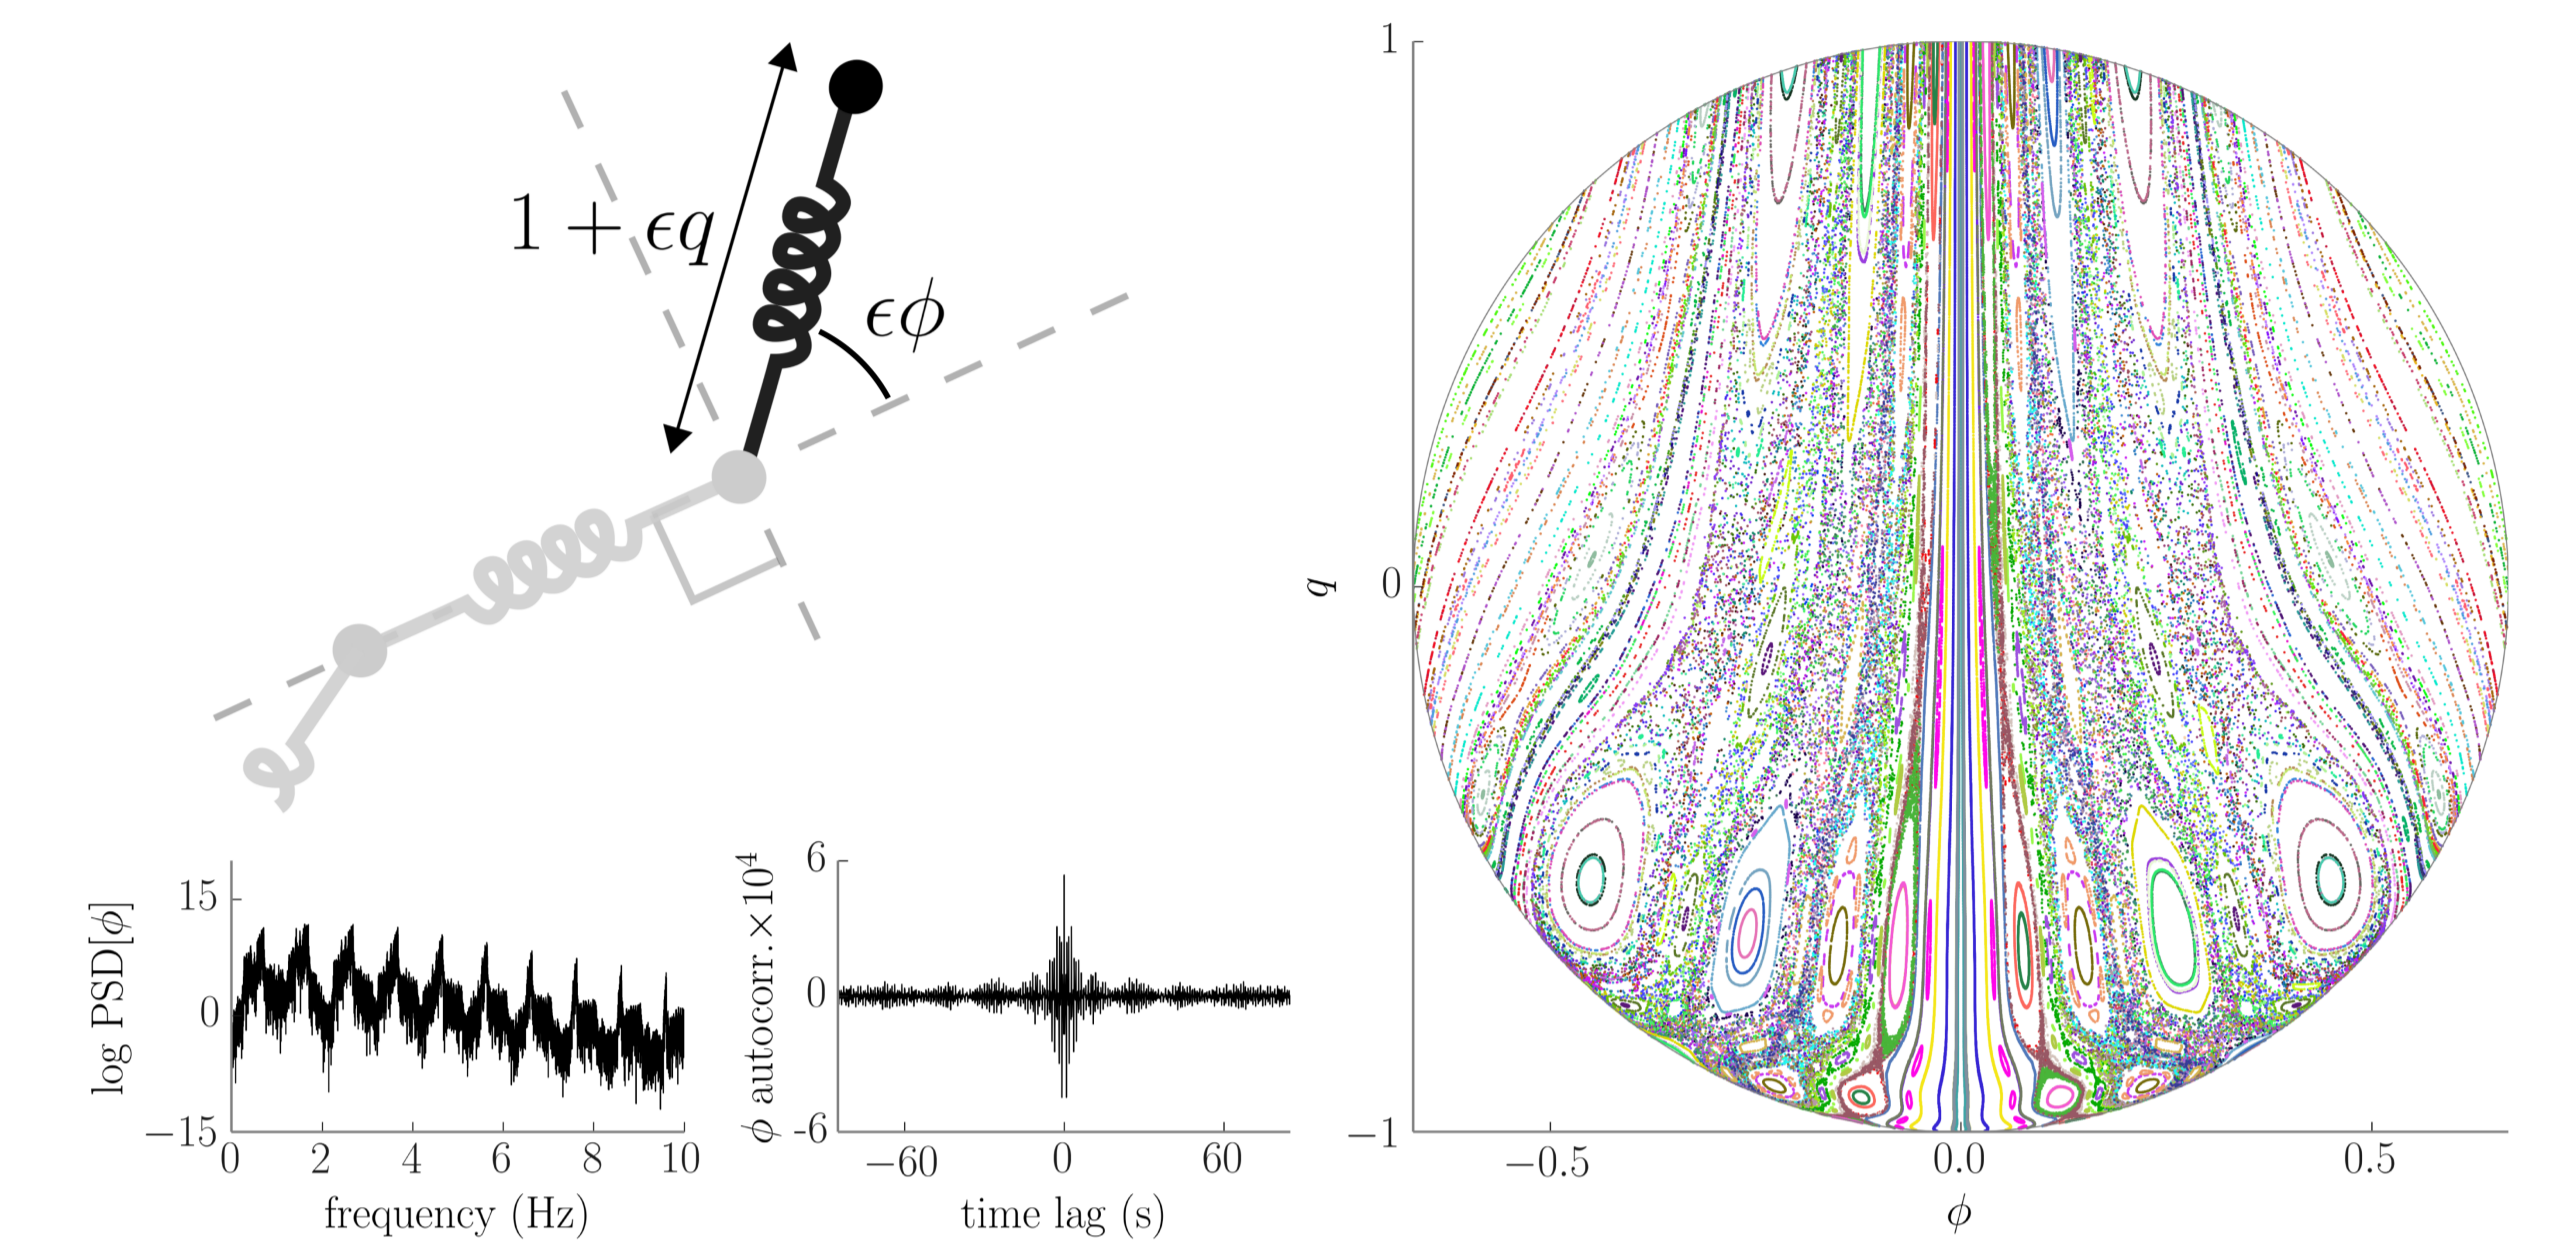 1 + ϵq
ϵϕ
log PSD[ϕ]
15
0
−15
0 2 4 6 8 10
frequency (Hz)
ϕ autocorr.×10⁴
6
0
-6
−60 0 60
time lag (s)
q
1
0
−1
−0.5 0.0 0.5
ϕ